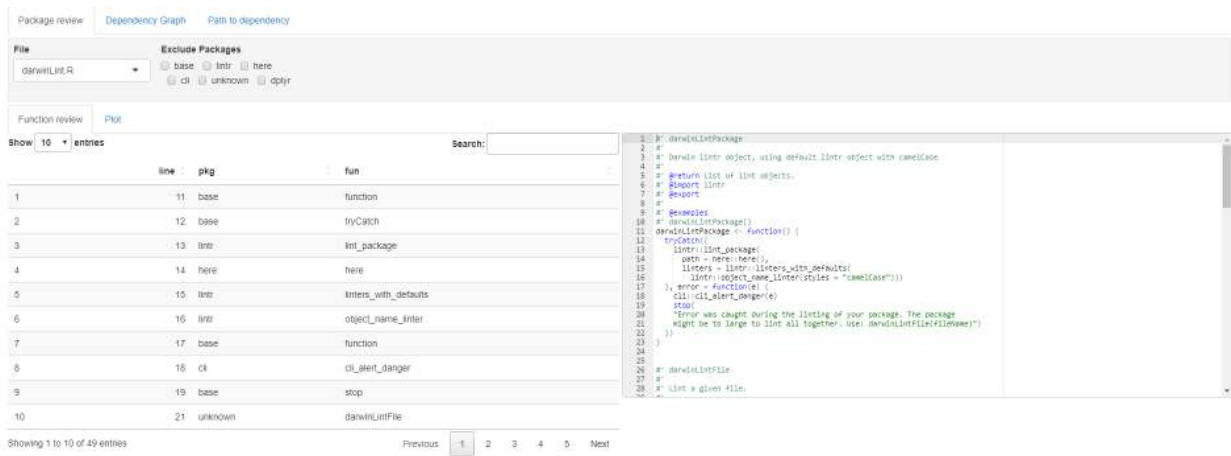 Package review Dependency Graph Path to dependency
File
darwinLint.R
Exclude Packages
base lintr here
cli unknown dplyr
Function review Plot
Show 10 entries
Search:
line pkg fun
1 11 base function
2 12 base tryCatch
3 13 lintr lint_package
4 14 here here
5 15 lintr linters_with_defaults
6 16 lintr object_name_linter
7 17 base function
8 18 cli cli_alert_danger
9 19 base stop
10 21 unknown darwinLintFile
Showing 1 to 10 of 49 entries
Previous 1 2 3 4 5 Next
1 #' darwinLintPackage
2 #'
3 #' Darwin lintr object, using default lintr object with camelCase
4 #'
5 #' @return List of lint objects.
6 #' @import lintr
7 #' @export
8 #'
9 #' @examples
10 #' darwinLintPackage()
11 darwinLintPackage <- function() {
12 tryCatch({
13 lintr::lint_package(
14 path = here::here(),
15 linters = lintr::linters_with_defaults(
16 lintr::object_name_linter(styles = "camelCase")))
17 }, error = function(e) {
18 cli::cli_alert_danger(e)
19 stop(
20 "Error was caught during the linting of your package. The package
21 might be to large to lint all together. Use: darwinLintFile(fileName)")
22 })
23 }
24
25
26 #' darwinLintFile
27 #'
28 #' Lint a given file.